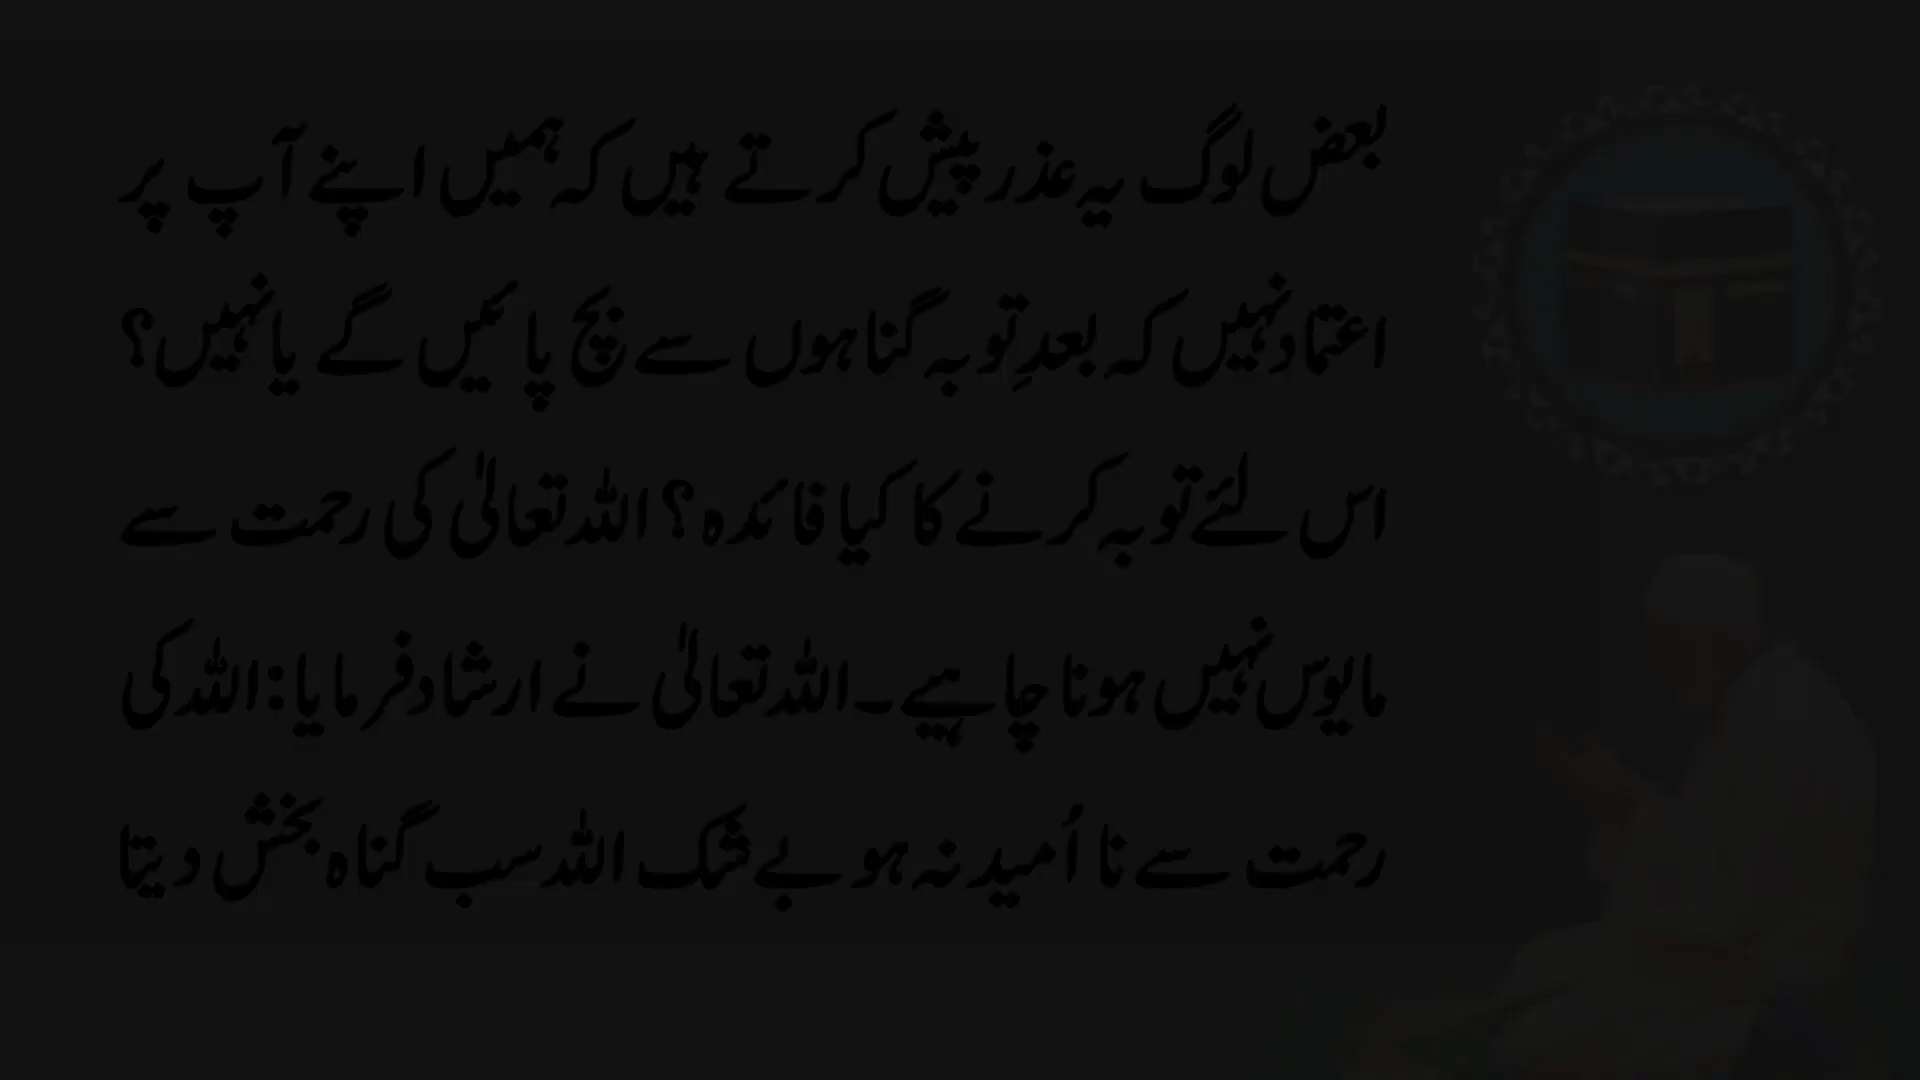 بعض لوگ یہ عذر پیش کرتے ہیں کہ ہمیں اپنے آپ پر
اعتماد نہیں کہ بعدِ توبہ گناہوں سے بچ پائیں گے یا نہیں؟
اس لئے توبہ کرنے کا کیا فائدہ؟ اللہ تعالیٰ کی رحمت سے
مایوس نہیں ہونا چاہیے۔ اللہ تعالیٰ نے ارشاد فرمایا: اللہ کی
رحمت سے نا اُمید نہ ہو بے شک اللہ سب گناہ بخش دیتا